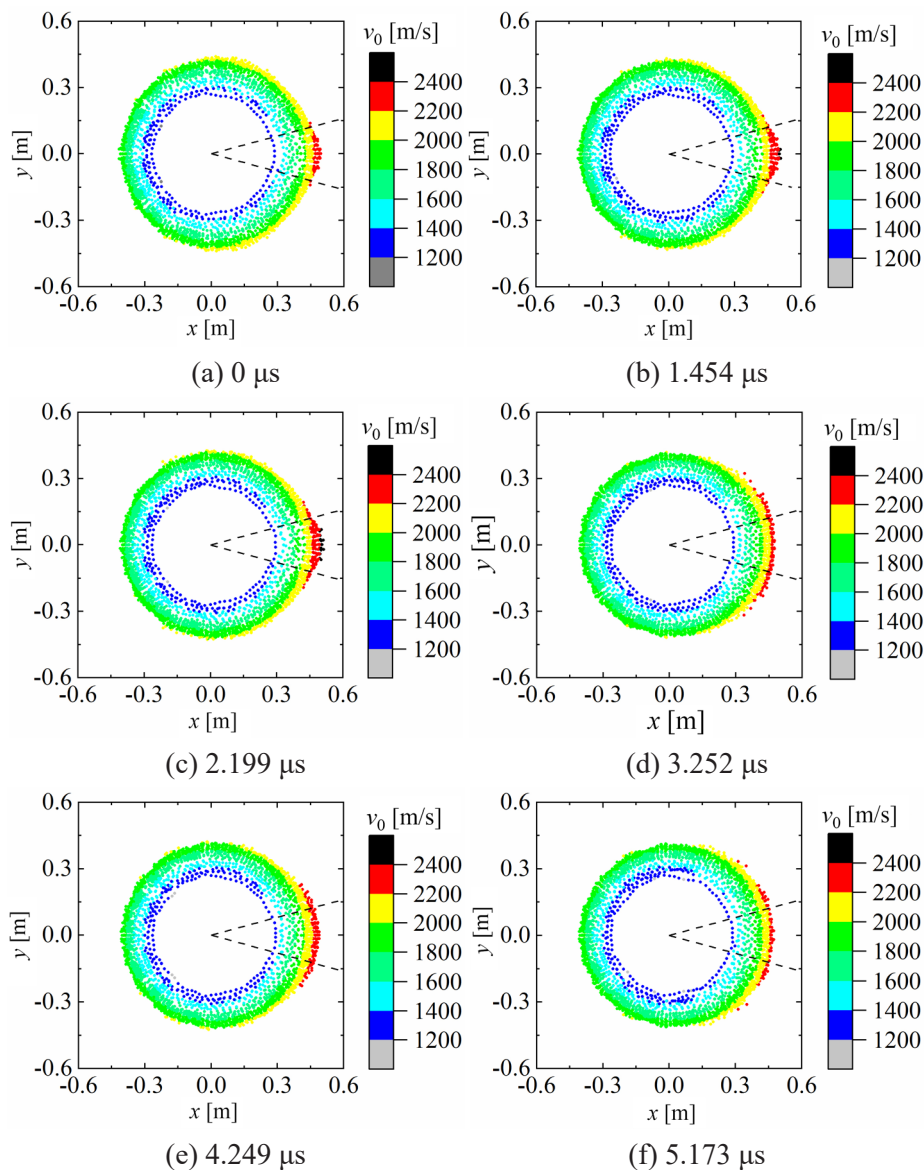 v0 [m/s]
2400
2200
2000
1800
1600
1400
1200
0.6
0.3
0.0
-0.3
-0.6
y [m]
-0.6 -0.3 0.0 0.3 0.6
x [m]
(a) 0 μs
v0 [m/s]
2400
2200
2000
1800
1600
1400
1200
0.6
0.3
0.0
-0.3
-0.6
y [m]
-0.6 -0.3 0.0 0.3 0.6
x [m]
(b) 1.454 μs
v0 [m/s]
2400
2200
2000
1800
1600
1400
1200
0.6
0.3
0.0
-0.3
-0.6
y [m]
-0.6 -0.3 0.0 0.3 0.6
x [m]
(c) 2.199 μs
v0 [m/s]
2400
2200
2000
1800
1600
1400
1200
0.6
0.3
0.0
-0.3
-0.6
y [m]
-0.6 -0.3 0.0 0.3 0.6
x [m]
(d) 3.252 μs
v0 [m/s]
2400
2200
2000
1800
1600
1400
1200
0.6
0.3
0.0
-0.3
-0.6
y [m]
-0.6 -0.3 0.0 0.3 0.6
x [m]
(e) 4.249 μs
v0 [m/s]
2400
2200
2000
1800
1600
1400
1200
0.6
0.3
0.0
-0.3
-0.6
y [m]
-0.6 -0.3 0.0 0.3 0.6
x [m]
(f) 5.173 μs